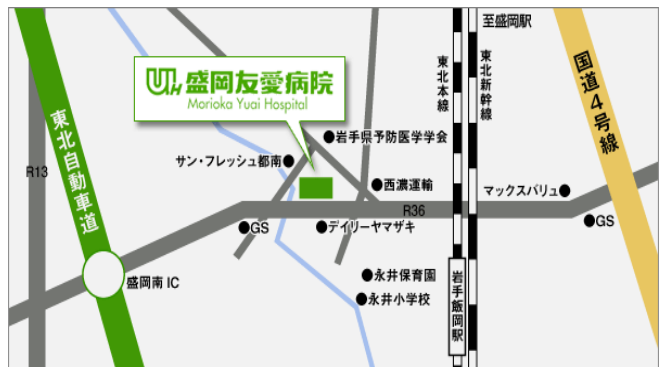 至盛岡駅
東北本線
東北新幹線
国道4号線
UH 盛岡友愛病院
Morioka Yuai Hospital
東北自動車道
岩手県予防医学学会
サン・フレッシュ都南
R13
西濃運輸
マックスバリュ
R36
GS
デイリーヤマザキ
GS
盛岡南 IC
永井保育園
永井小学校
岩手飯岡駅